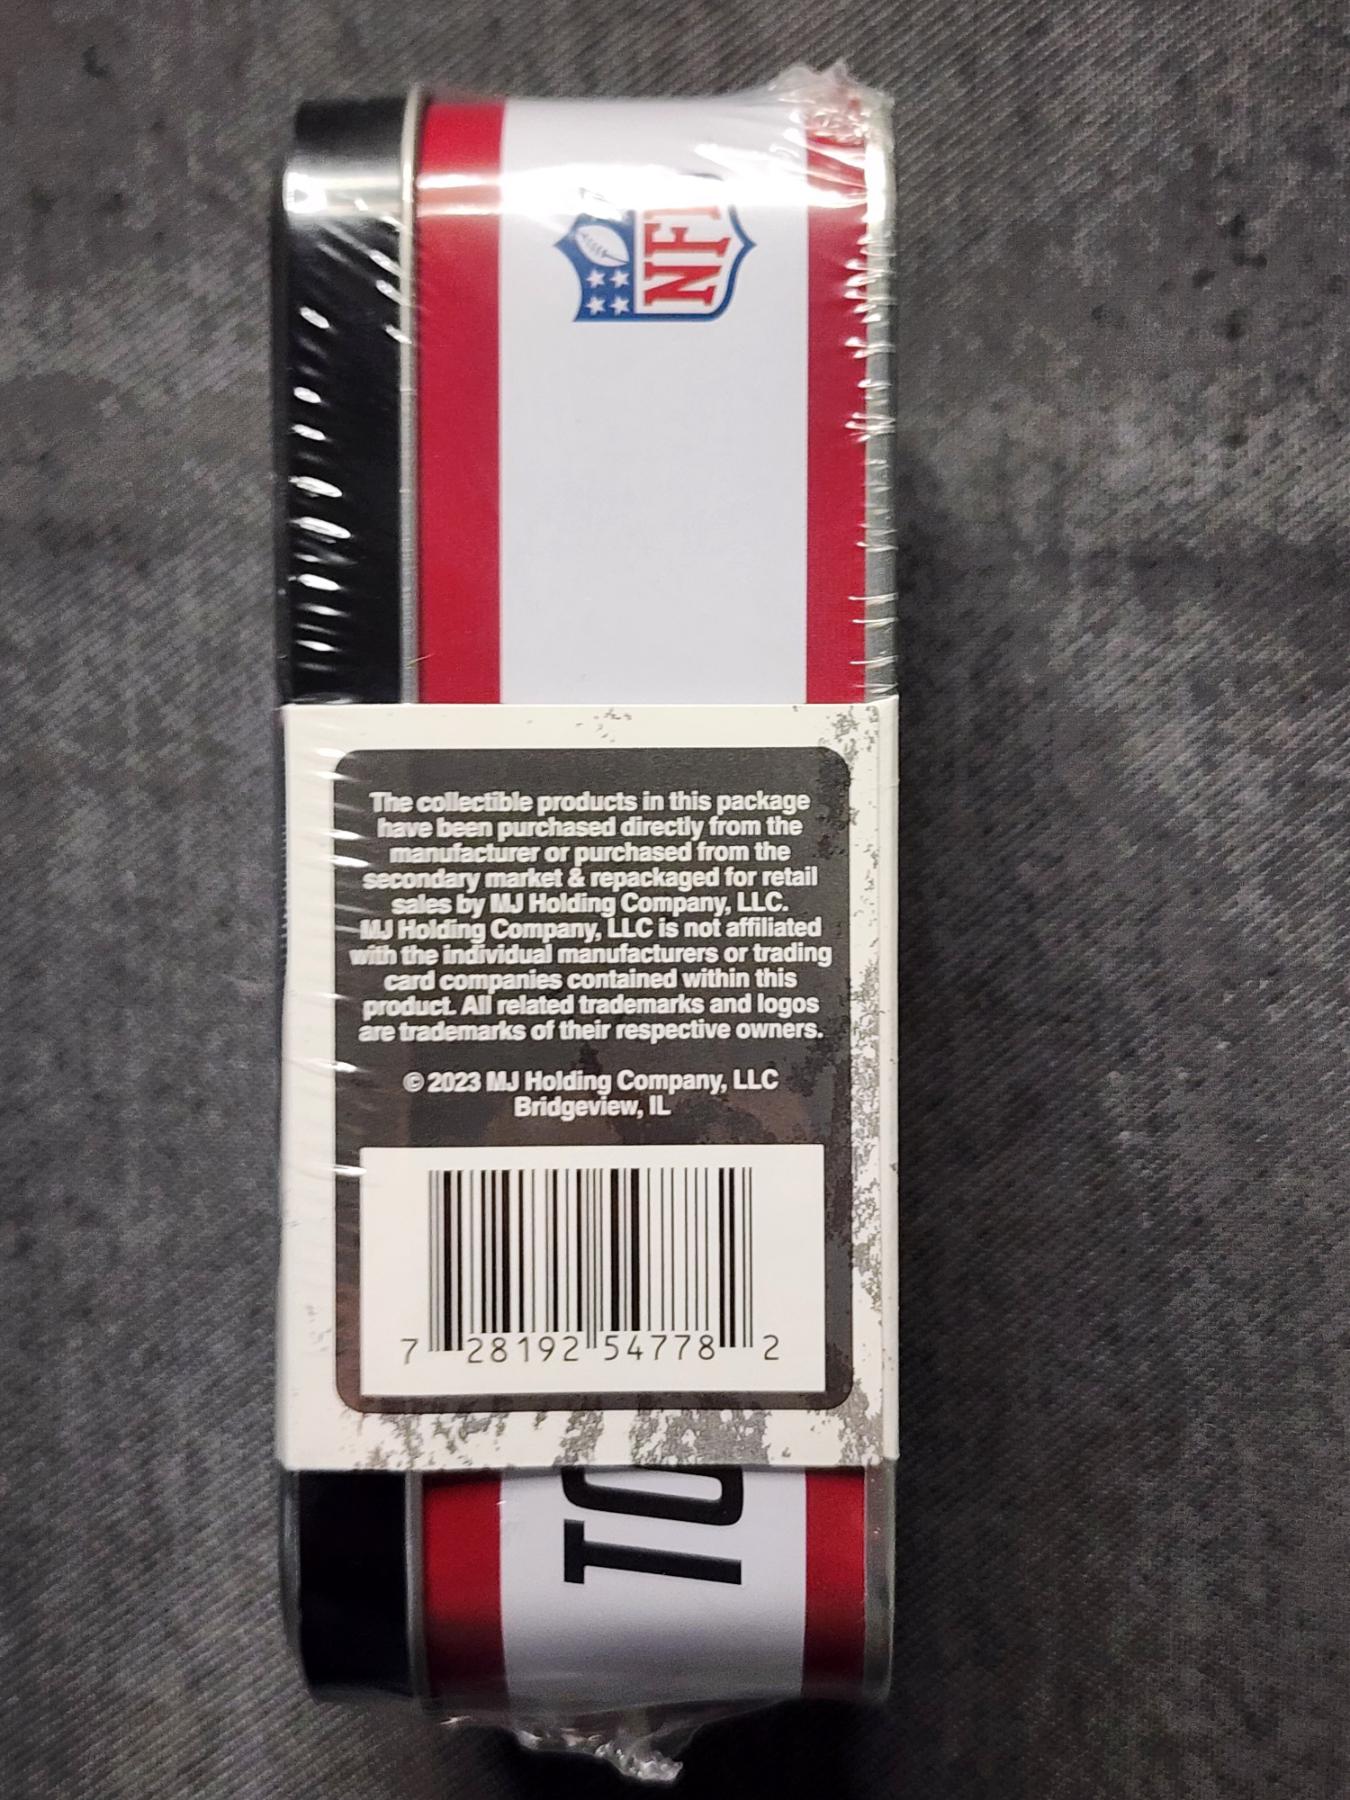 NFL
The collectible products in this package
have been purchased directly from the
manufacturer or purchased from the
secondary market & repackaged for retail
sales by MJ Holding Company, LLC.
MJ Holding Company, LLC is not affiliated
with the individual manufacturers or trading
card companies contained within this
product. All related trademarks and logos
are trademarks of their respective owners.
© 2023 MJ Holding Company, LLC
Bridgeview, IL
7 28192 54778 2
TO